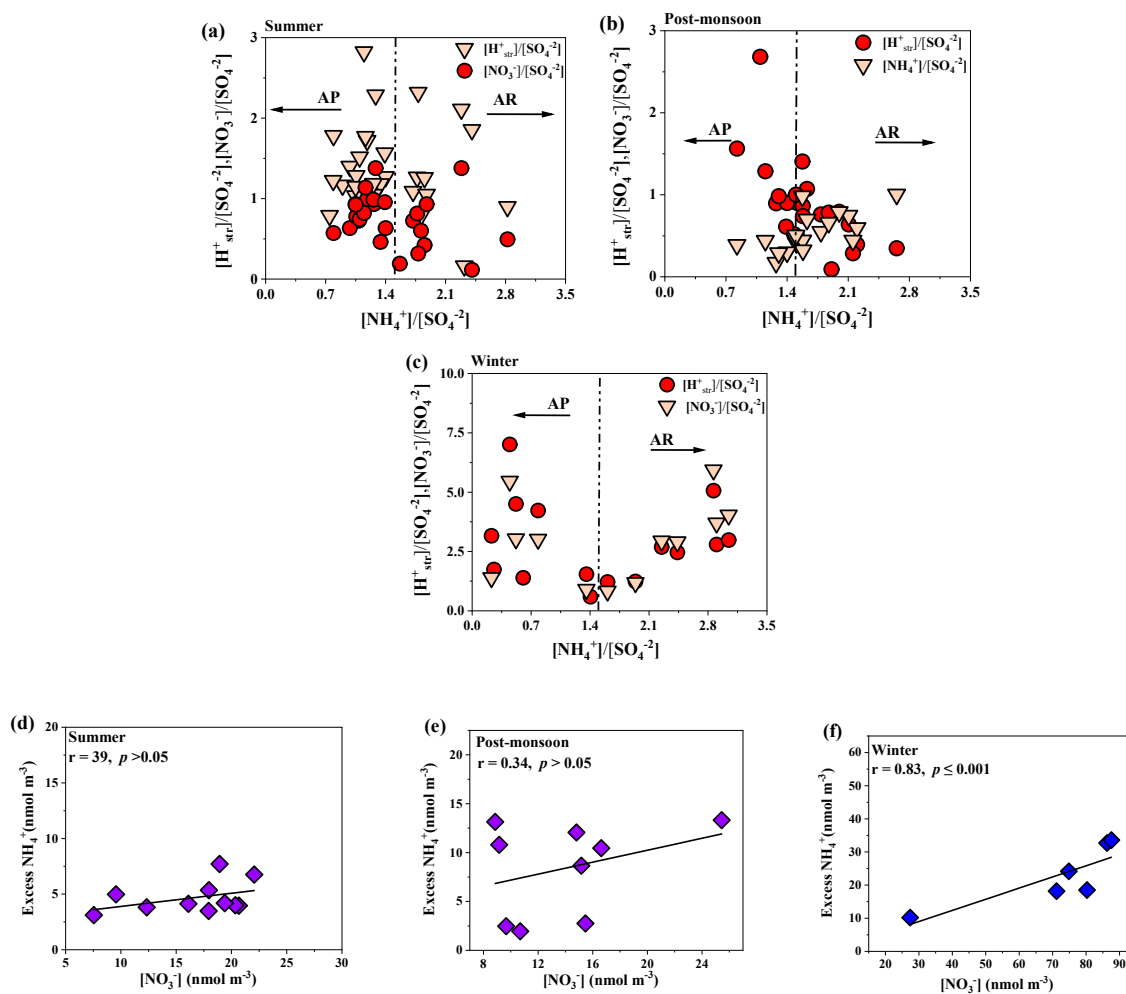 (a) Summer
[H⁺str]/[SO₄⁻²]
[NO₃⁻]/[SO₄⁻²]
AP
AR
[H⁺str]/[SO₄⁻²],[NO₃⁻]/[SO₄⁻²]
3
2
1
0
0.0 0.7 1.4 2.1 2.8 3.5
[NH₄⁺]/[SO₄⁻²]
(b) Post-monsoon
[H⁺str]/[SO₄⁻²]
[NH₄⁺]/[SO₄⁻²]
AP
AR
[H⁺str]/[SO₄⁻²],[NO₃⁻]/[SO₄⁻²]
3
2
1
0
0.0 0.7 1.4 2.1 2.8 3.5
[NH₄⁺]/[SO₄⁻²]
(c) Winter
[H⁺str]/[SO₄⁻²]
[NO₃⁻]/[SO₄⁻²]
AP
AR
[H⁺str]/[SO₄⁻²],[NO₃⁻]/[SO₄⁻²]
10.0
7.5
5.0
2.5
0.0
0.0 0.7 1.4 2.1 2.8 3.5
[NH₄⁺]/[SO₄⁻²]
(d)
Summer
r = 39, p >0.05
Excess NH₄⁺(nmol m⁻³)
20
15
10
5
0
5 10 15 20 25 30
[NO₃⁻] (nmol m⁻³)
(e)
Post-monsoon
r = 0.34, p > 0.05
Excess NH₄⁺(nmol m⁻³)
20
15
10
5
0
8 12 16 20 24
[NO₃⁻] (nmol m⁻³)
(f)
Winter
r = 0.83, p ≤ 0.001
Excess NH₄⁺(nmol m⁻³)
60
50
40
30
20
10
0
20 30 40 50 60 70 80 90
[NO₃⁻] (nmol m⁻³)